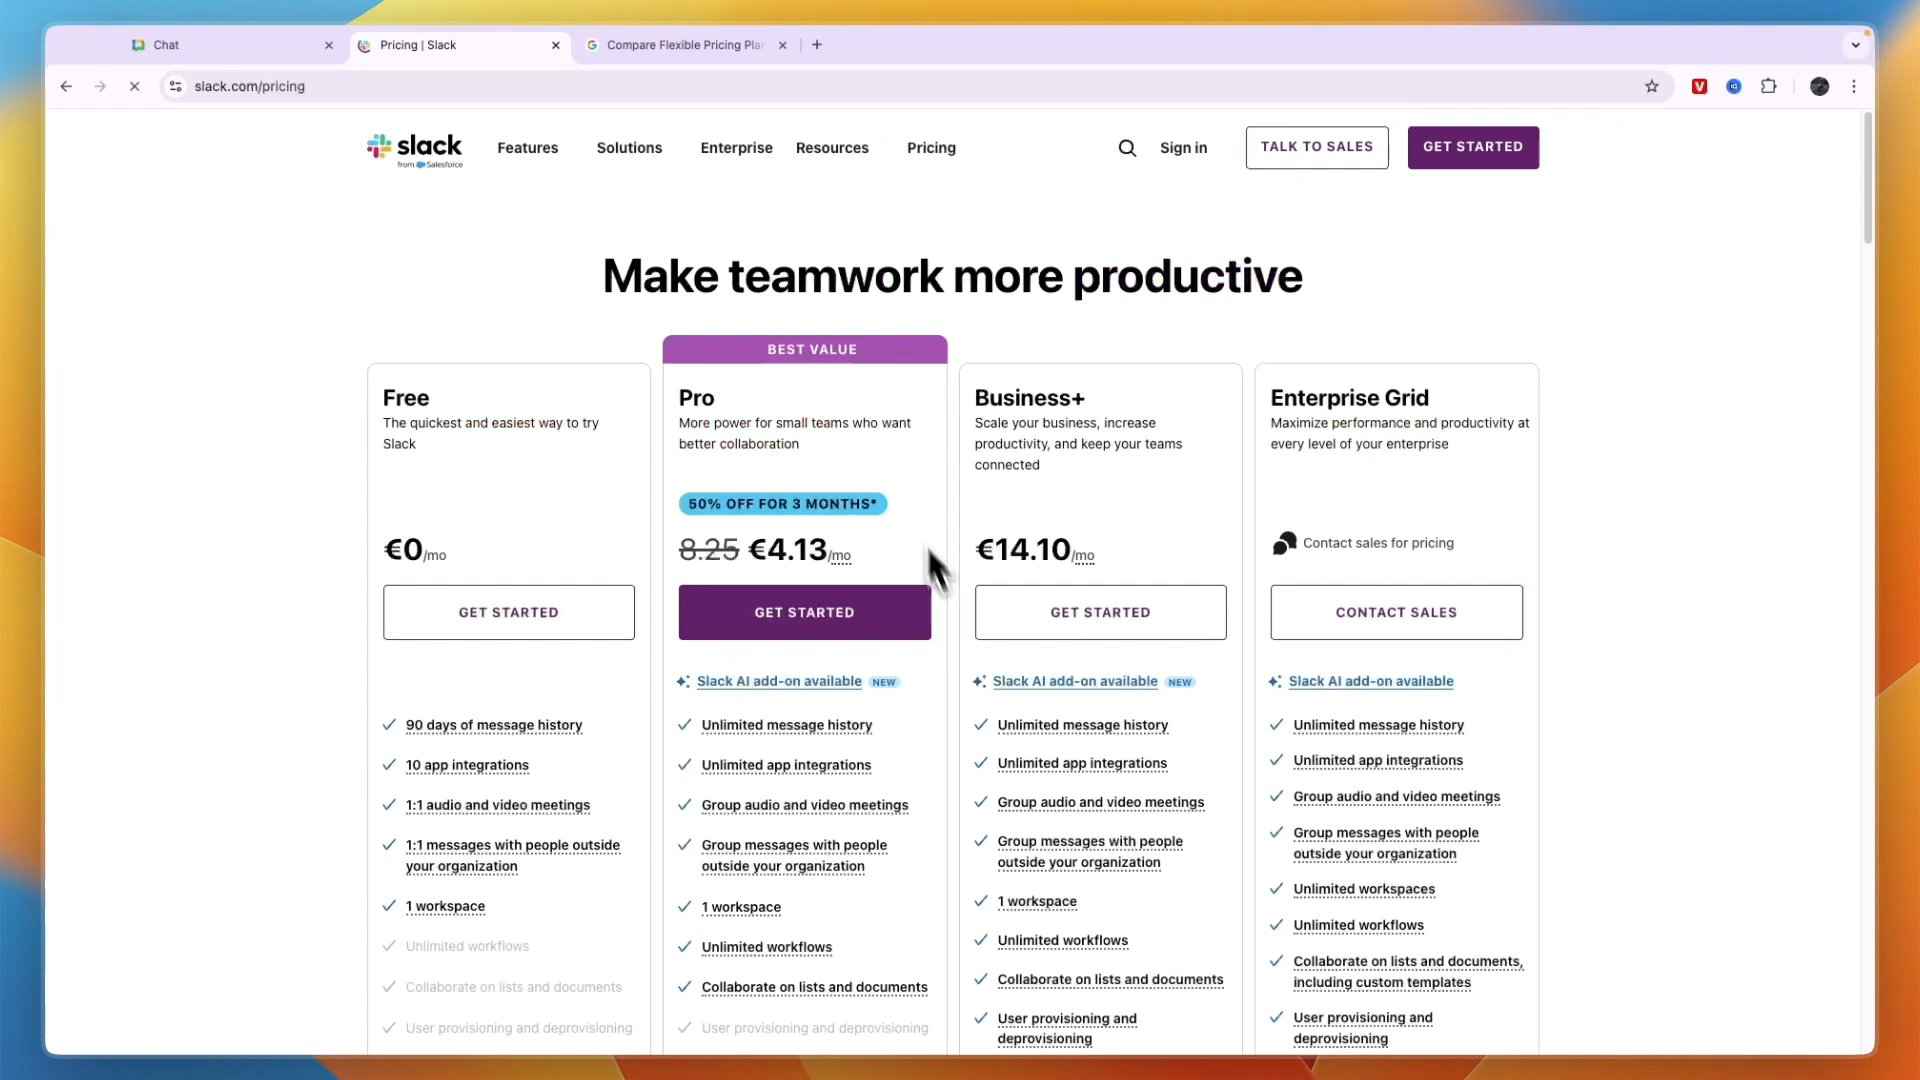 Chat
Pricing | Slack
Compare Flexible Pricing Plan
slack.com/pricing
slack
from Salesforce
Features
Solutions
Enterprise
Resources
Pricing
Sign in
TALK TO SALES
GET STARTED
Make teamwork more productive
Free
The quickest and easiest way to try
Slack
€0/mo
GET STARTED
90 days of message history
10 app integrations
1:1 audio and video meetings
1:1 messages with people outside
your organization
1 workspace
Unlimited workflows
Collaborate on lists and documents
User provisioning and deprovisioning
BEST VALUE
Pro
More power for small teams who want
better collaboration
50% OFF FOR 3 MONTHS*
8.25 €4.13/mo
GET STARTED
Slack AI add-on available NEW
Unlimited message history
Unlimited app integrations
Group audio and video meetings
Group messages with people
outside your organization
1 workspace
Unlimited workflows
Collaborate on lists and documents
User provisioning and deprovisioning
Business+
Scale your business, increase
productivity, and keep your teams
connected
€14.10/mo
GET STARTED
Slack AI add-on available NEW
Unlimited message history
Unlimited app integrations
Group audio and video meetings
Group messages with people
outside your organization
1 workspace
Unlimited workflows
Collaborate on lists and documents
User provisioning and
deprovisioning
Enterprise Grid
Maximize performance and productivity at
every level of your enterprise
Contact sales for pricing
CONTACT SALES
Slack AI add-on available
Unlimited message history
Unlimited app integrations
Group audio and video meetings
Group messages with people
outside your organization
Unlimited workspaces
Unlimited workflows
Collaborate on lists and documents,
including custom templates
User provisioning and
deprovisioning